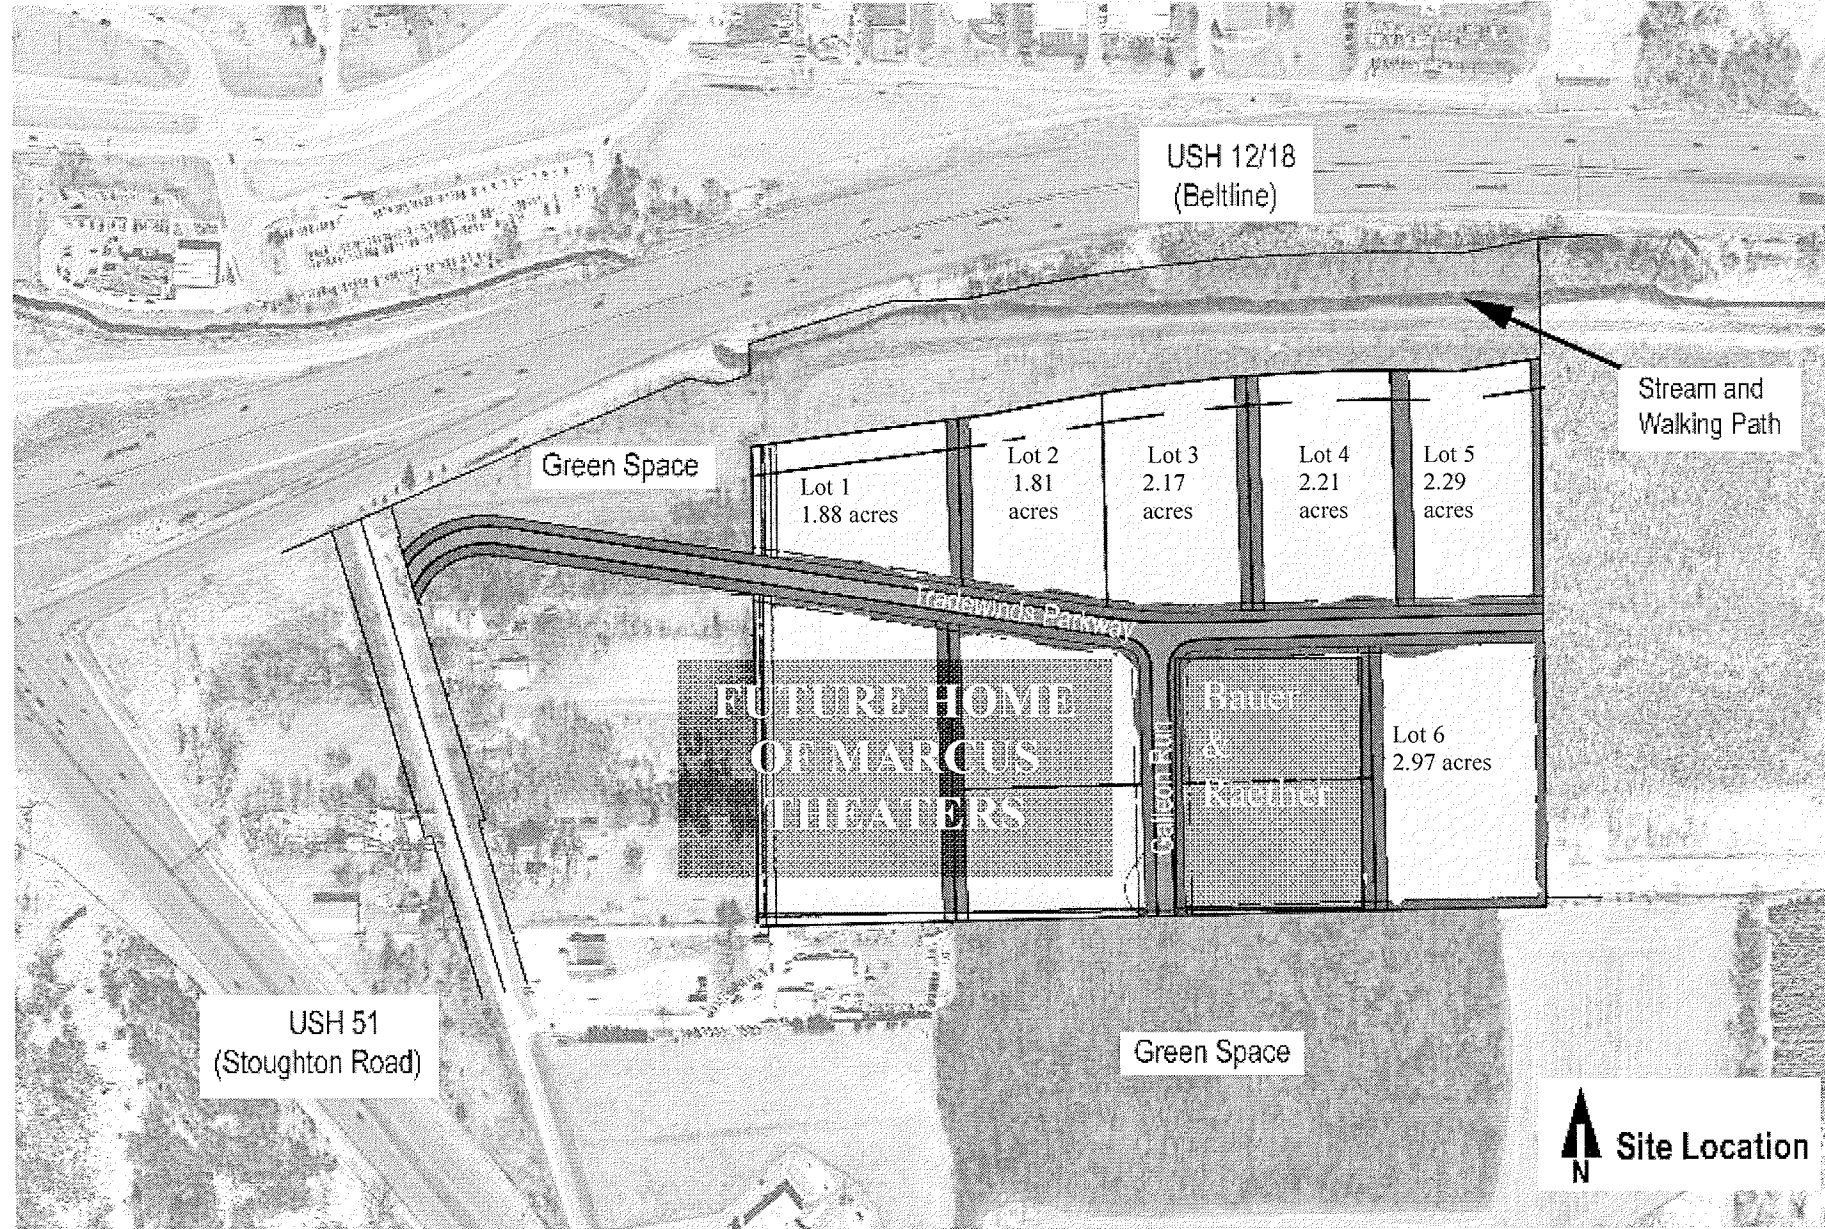 USH 12/18
(Beltline)
Stream and
Walking Path
Green Space
Lot 1
1.88 acres
Lot 2
1.81
acres
Lot 3
2.17
acres
Lot 4
2.21
acres
Lot 5
2.29
acres
Tradewinds Parkway
FUTURE HOME
OF MARCUS
THEATERS
Galleon Run
Bauer
&
Raether
Lot 6
2.97 acres
USH 51
(Stoughton Road)
Green Space
N
Site Location